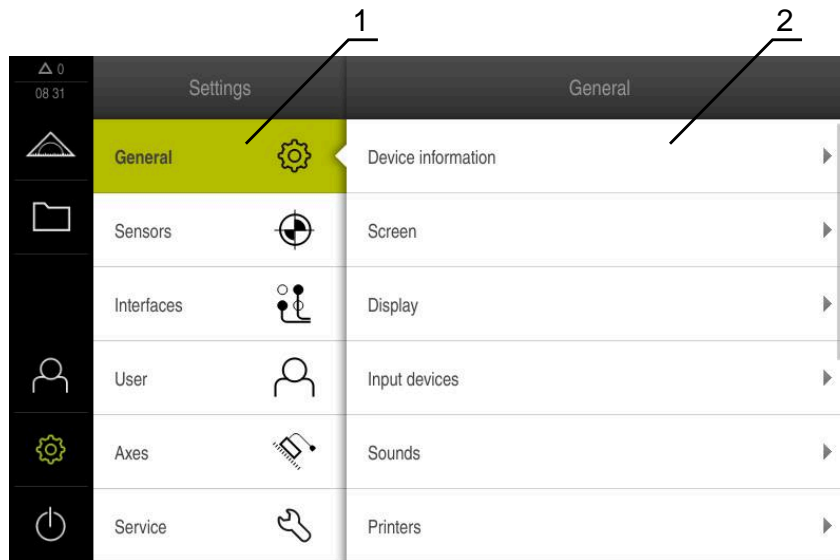 1
2
0
08 31
Settings
General
General
Device information
Sensors
Screen
Interfaces
Display
User
Input devices
Axes
Sounds
Service
Printers